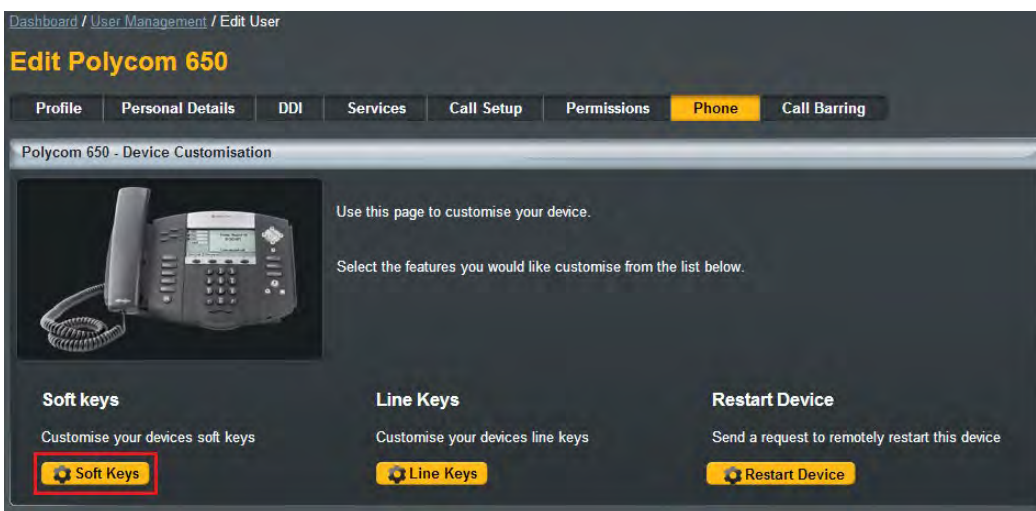 Dashboard / User Management / Edit User
Edit Polycom 650
Profile Personal Details DDI Services Call Setup Permissions Phone Call Barring
Polycom 650 - Device Customisation
Use this page to customise your device.
Select the features you would like customise from the list below.
Soft keys
Customise your devices soft keys
Soft Keys
Line Keys
Customise your devices line keys
Line Keys
Restart Device
Send a request to remotely restart this device
Restart Device